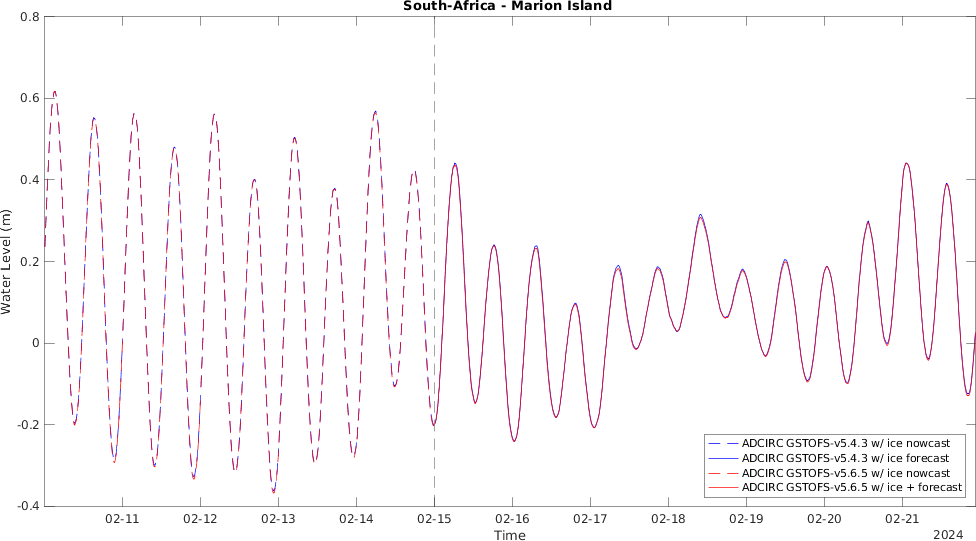 South-Africa - Marion Island
0.8
0.6
0.4
0.2
0
-0.2
-0.4
Water Level (m)
02-11 02-12 02-13 02-14 02-15 02-16 02-17 02-18 02-19 02-20 02-21
Time
2024
ADCIRC GSTOFS-v5.4.3 w/ ice nowcast
ADCIRC GSTOFS-v5.4.3 w/ ice forecast
ADCIRC GSTOFS-v5.6.5 w/ ice nowcast
ADCIRC GSTOFS-v5.6.5 w/ ice + forecast